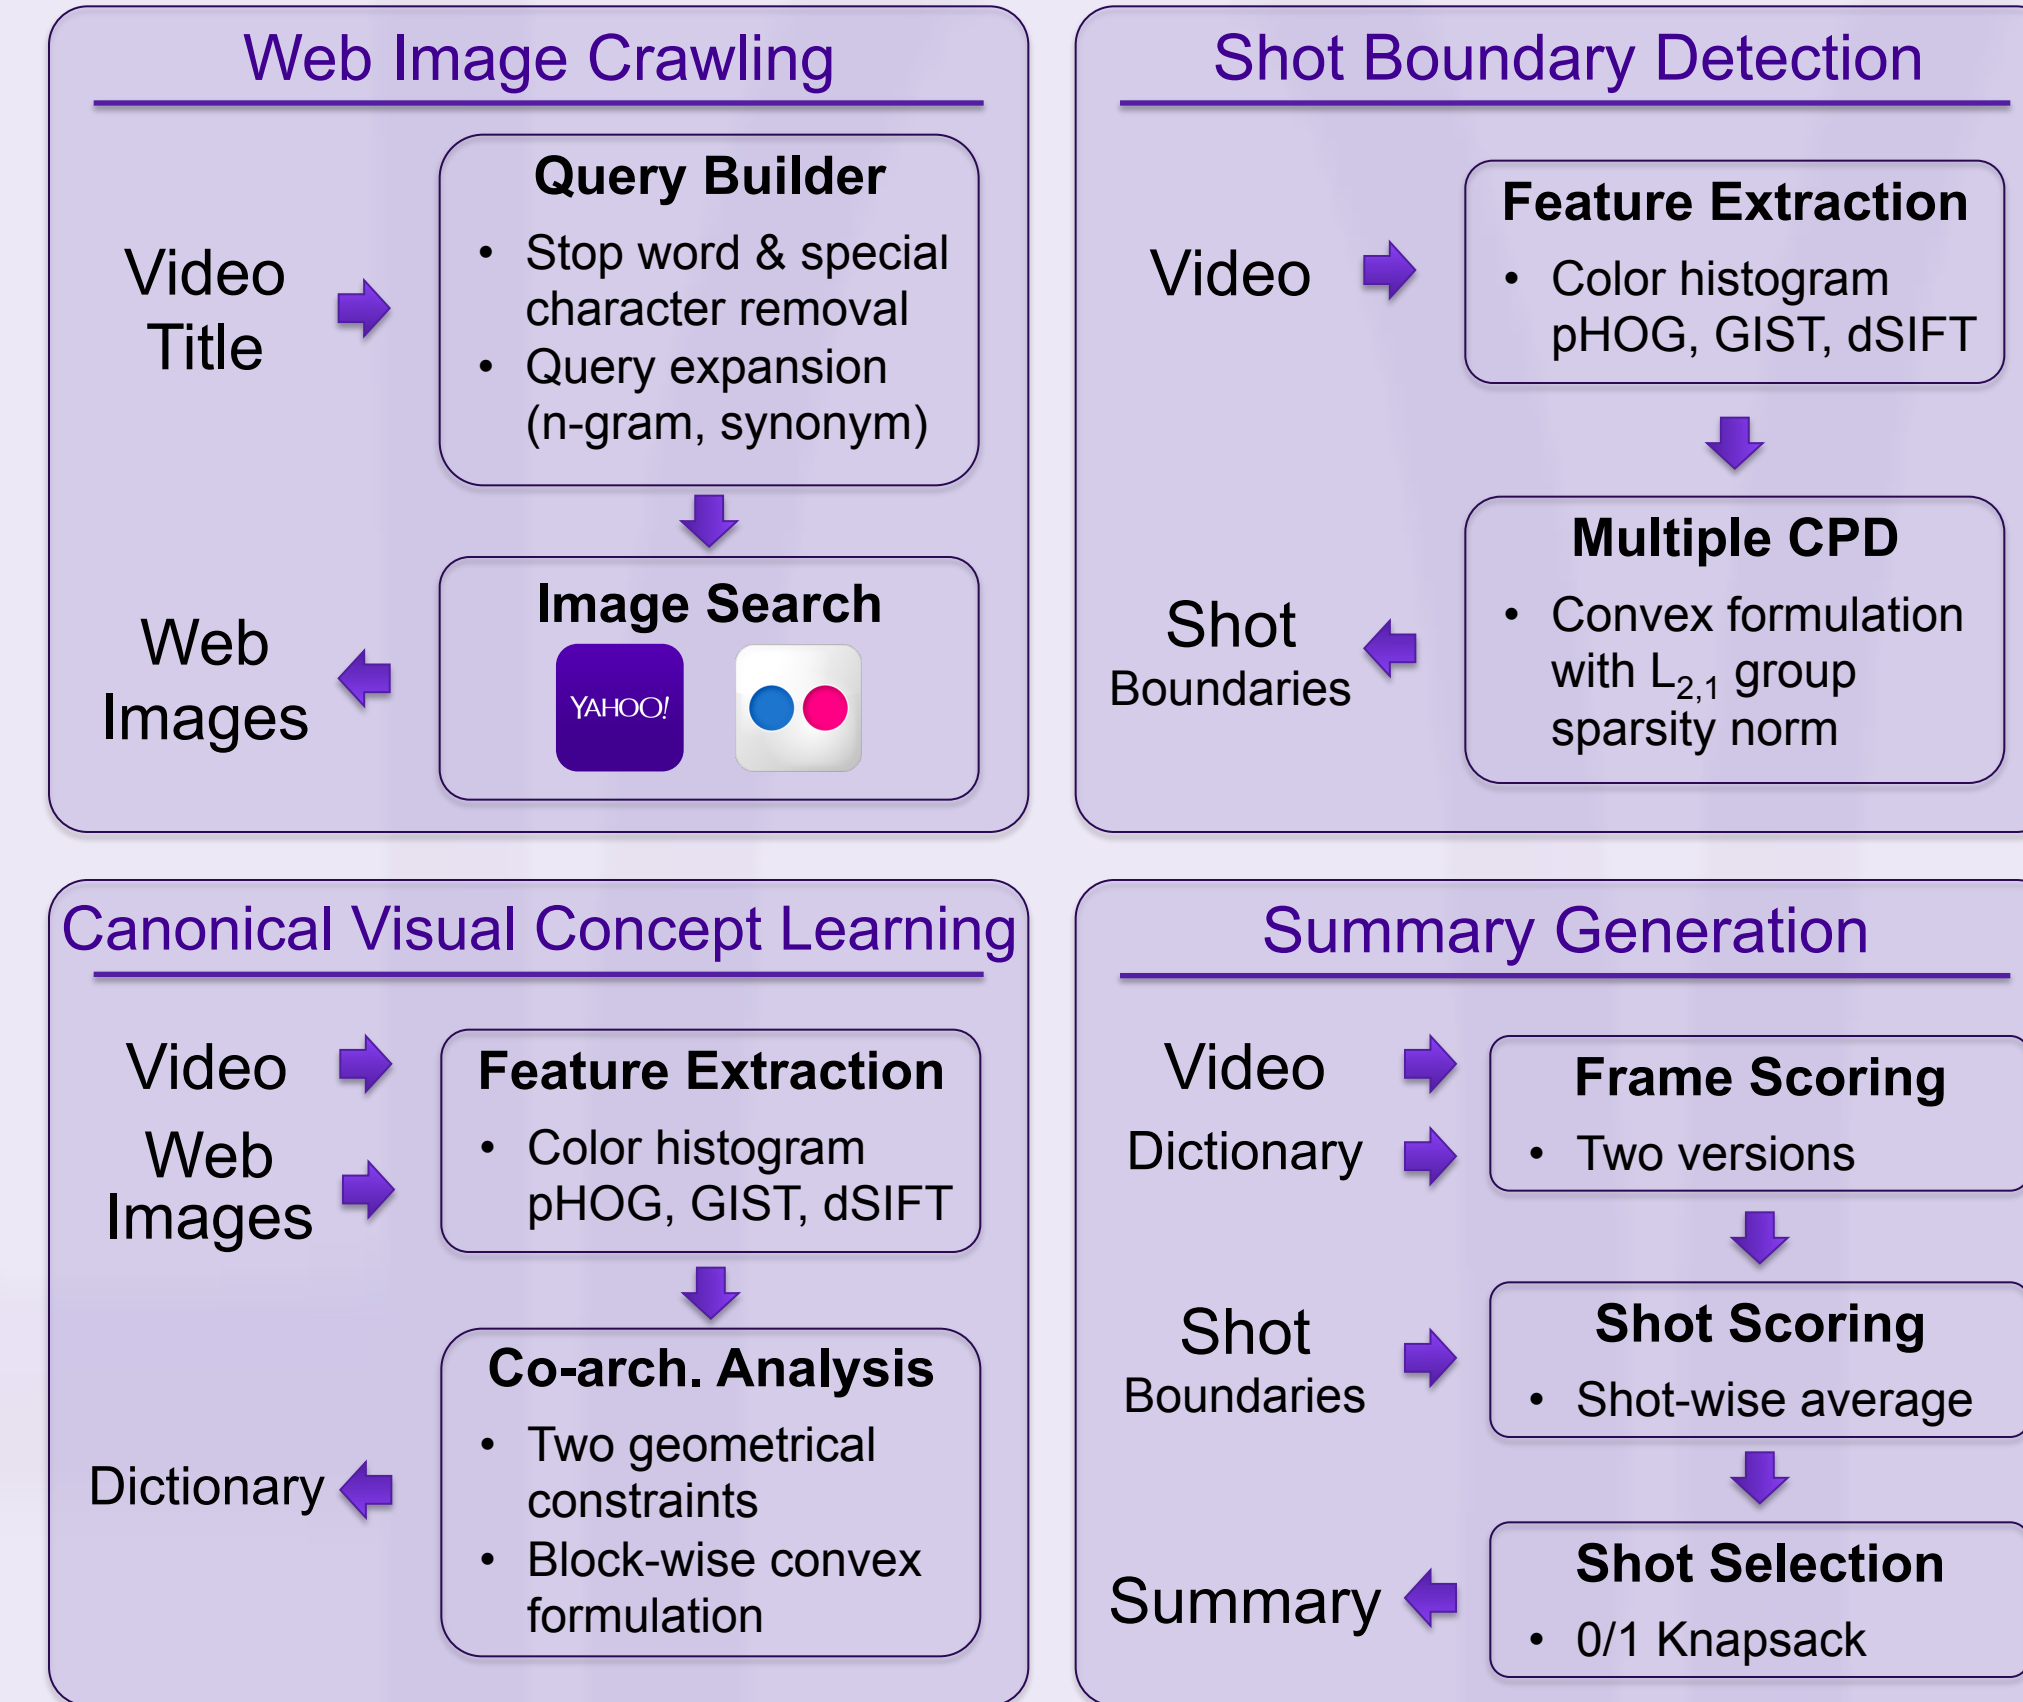 Web Image Crawling
Video
Title
Query Builder
• Stop word & special
character removal
• Query expansion
(n-gram, synonym)
Web
Images
Image Search
YAHOO!
Shot Boundary Detection
Video
Feature Extraction
• Color histogram
pHOG, GIST, dSIFT
Shot
Boundaries
Multiple CPD
• Convex formulation
with L2,1 group
sparsity norm
Canonical Visual Concept Learning
Video
Web
Images
Feature Extraction
• Color histogram
pHOG, GIST, dSIFT
Dictionary
Co-arch. Analysis
• Two geometrical
constraints
• Block-wise convex
formulation
Summary Generation
Video
Dictionary
Frame Scoring
• Two versions
Shot
Boundaries
Shot Scoring
• Shot-wise average
Summary
Shot Selection
• 0/1 Knapsack